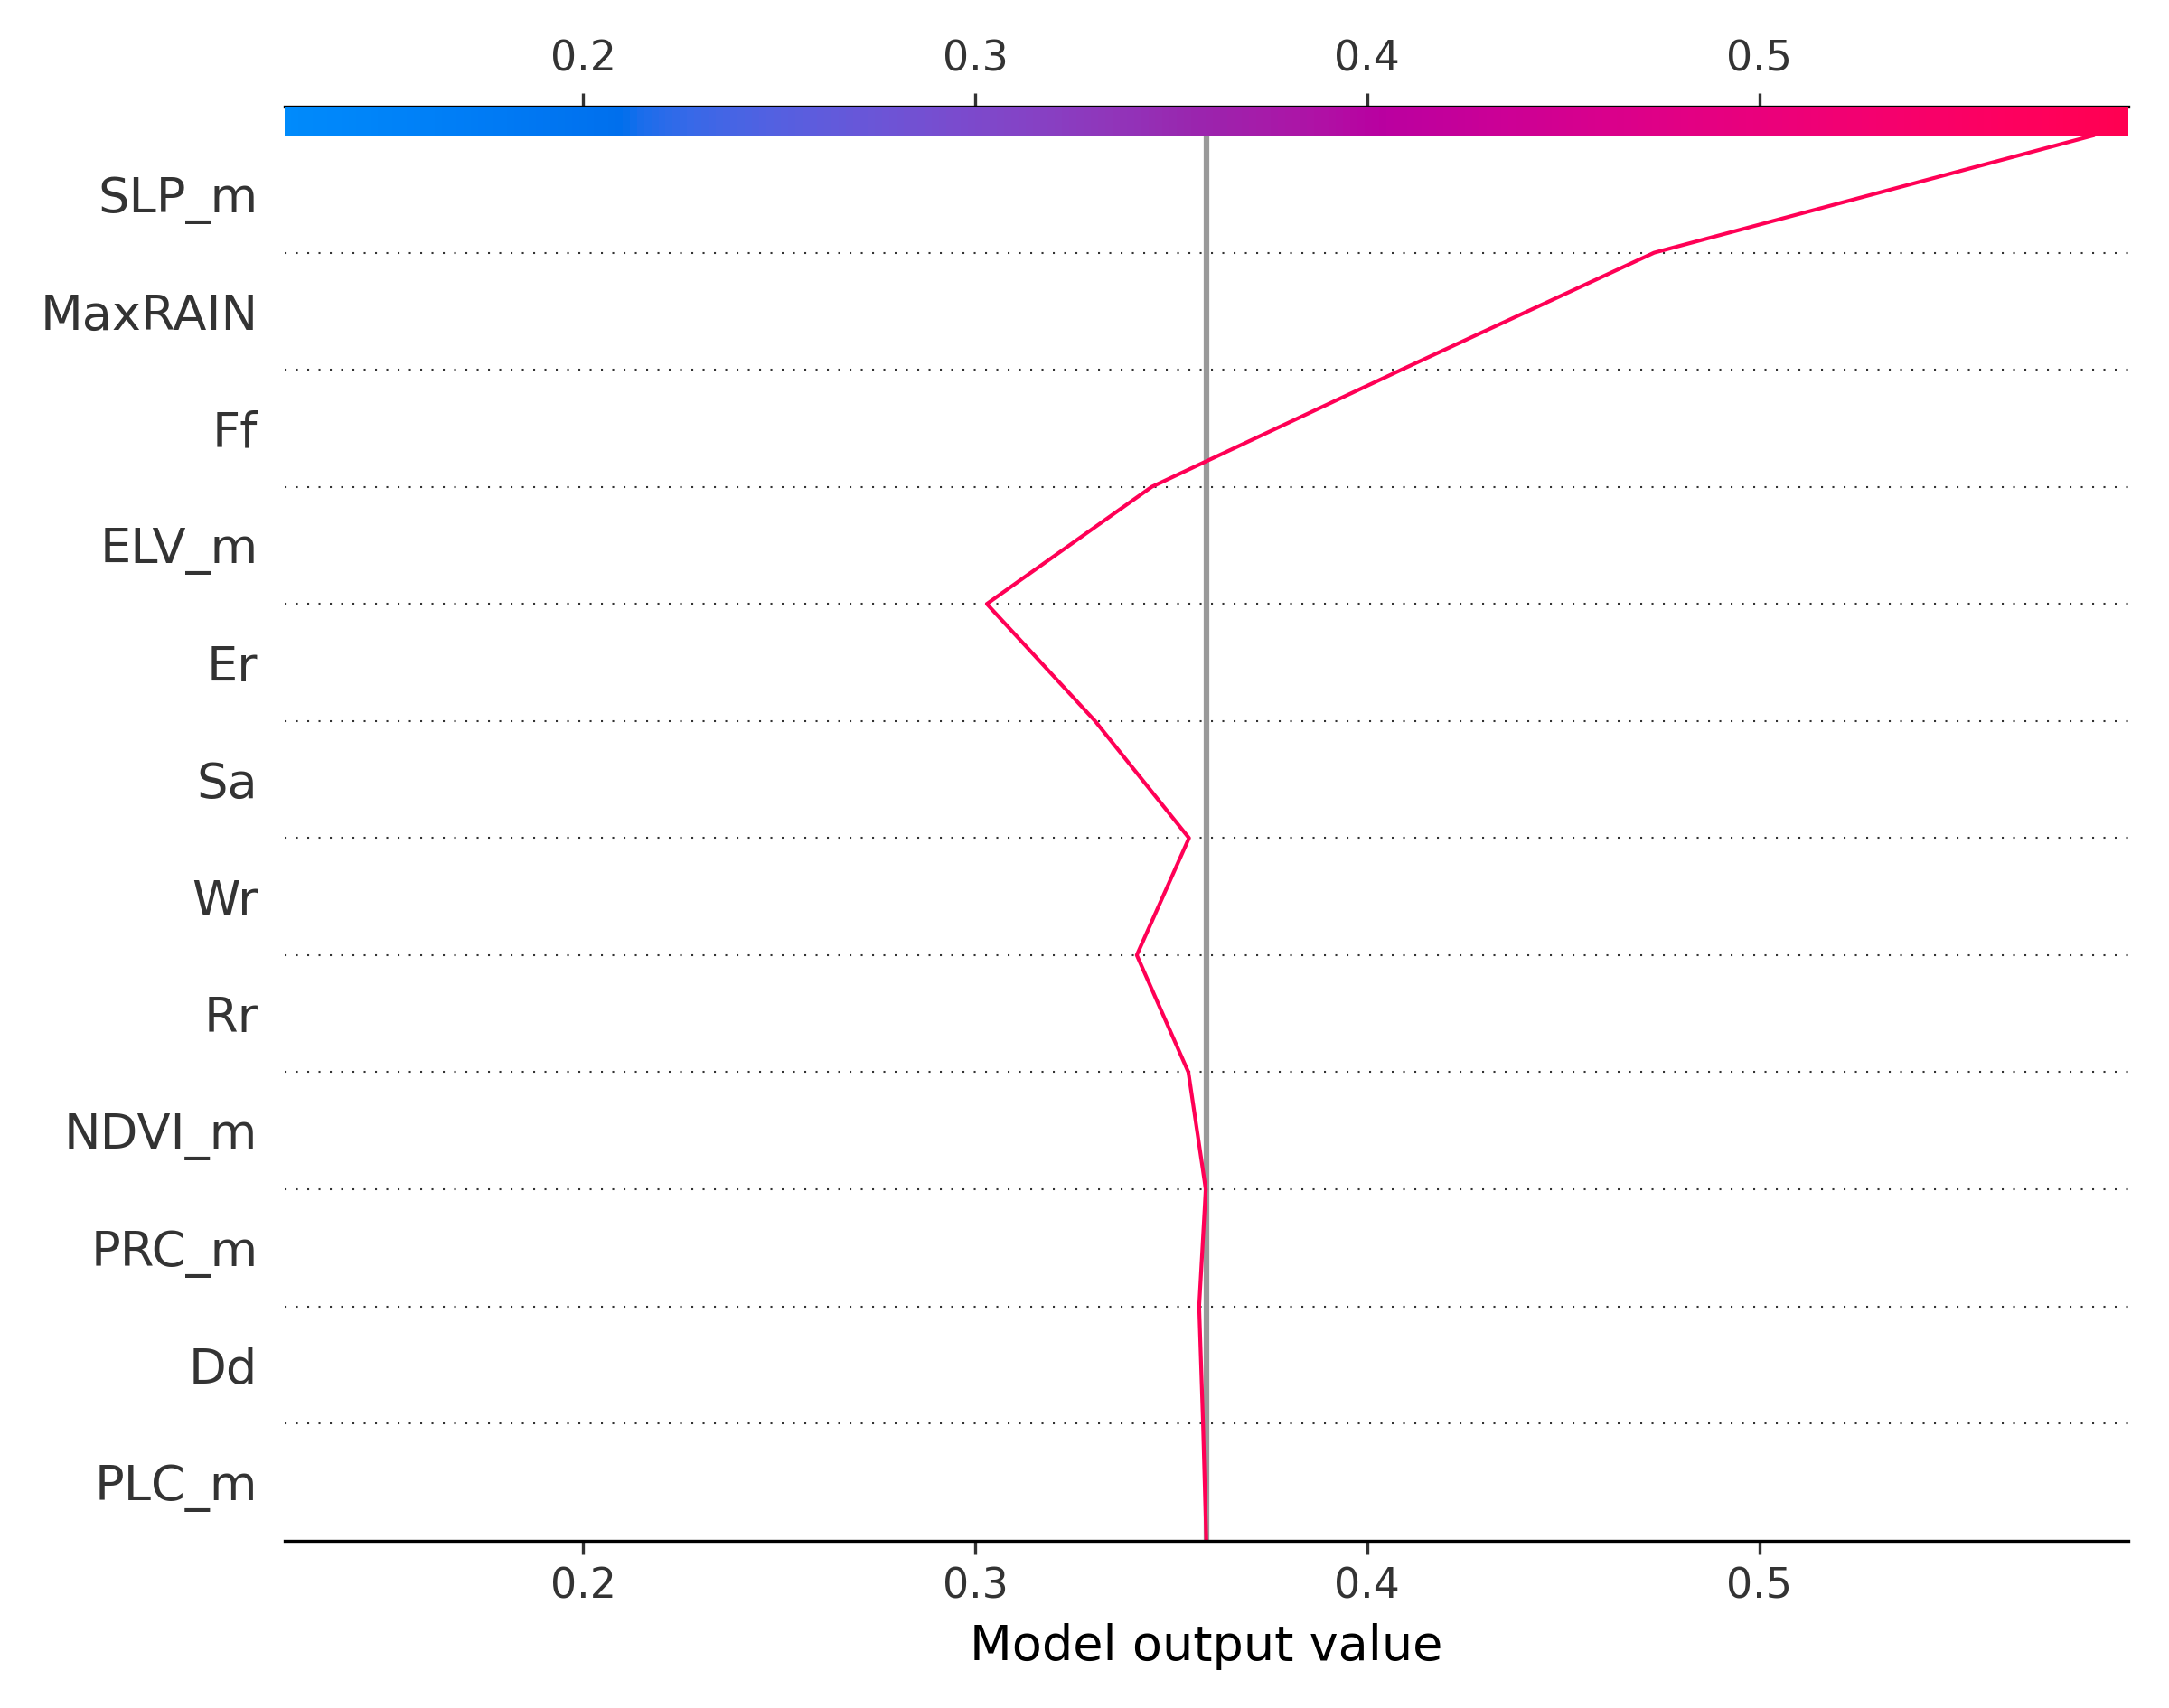 0.2 0.3 0.4 0.5
SLP_m
MaxRAIN
Ff
ELV_m
Er
Sa
Wr
Rr
NDVI_m
PRC_m
Dd
PLC_m
0.2 0.3 0.4 0.5
Model output value